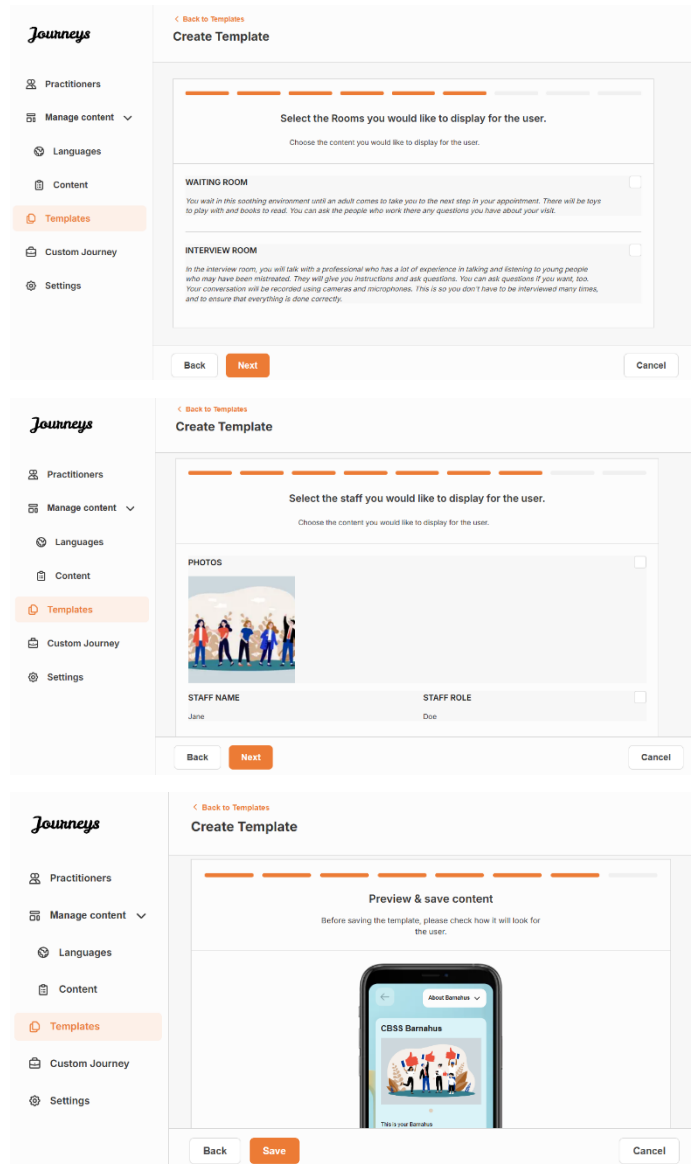 Journeys
Practitioners
Manage content
Languages
Content
Templates
Custom Journey
Settings
Back to Templates
Create Template
Select the Rooms you would like to display for the user.
Choose the content you would like to display for the user.
WAITING ROOM
You wait in this soothing environment until an adult comes to take you to the next step in your appointment. There will be toys
to play with and books to read. You can ask the people who work there any questions you have about your visit.
INTERVIEW ROOM
In the interview room, you will talk with a professional who has a lot of experience in talking and listening to young people
who may have been mistreated. They will give you instructions and ask questions. You can ask questions if you want, too.
Your conversation will be recorded using cameras and microphones. This is so you don't have to be interviewed many times,
and to ensure that everything is done correctly.
Back
Next
Cancel
Journeys
Practitioners
Manage content
Languages
Content
Templates
Custom Journey
Settings
Back to Templates
Create Template
Select the staff you would like to display for the user.
Choose the content you would like to display for the user.
PHOTOS
STAFF NAME STAFF ROLE
Jane Doe
Back
Next
Cancel
Journeys
Practitioners
Manage content
Languages
Content
Templates
Custom Journey
Settings
Back to Templates
Create Template
Preview & save content
Before saving the template, please check how it will look for
the user.
About Barnahus
CBSS Barnahus
This is your Barnahus
Back
Save
Cancel